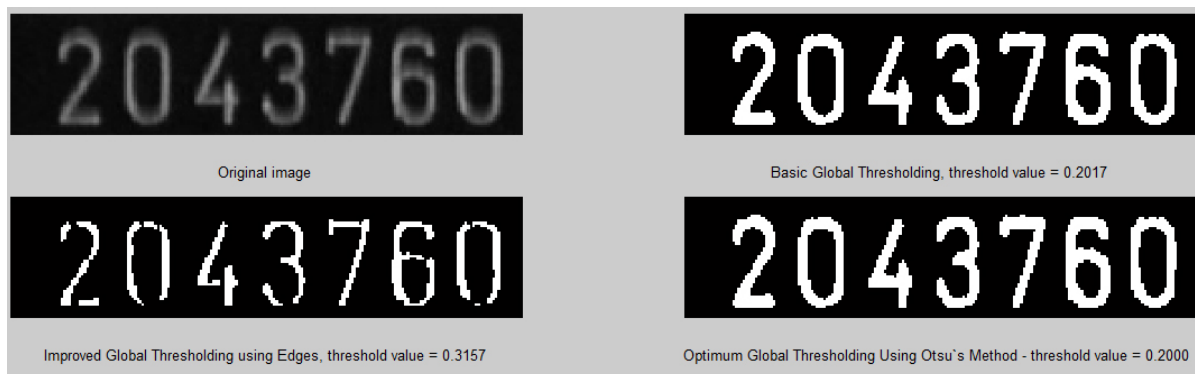 2043760
2043760
Original image
Basic Global Thresholding, threshold value = 0.2017
2043760
2043760
Improved Global Thresholding using Edges, threshold value = 0.3157
Optimum Global Thresholding Using Otsu`s Method - threshold value = 0.2000